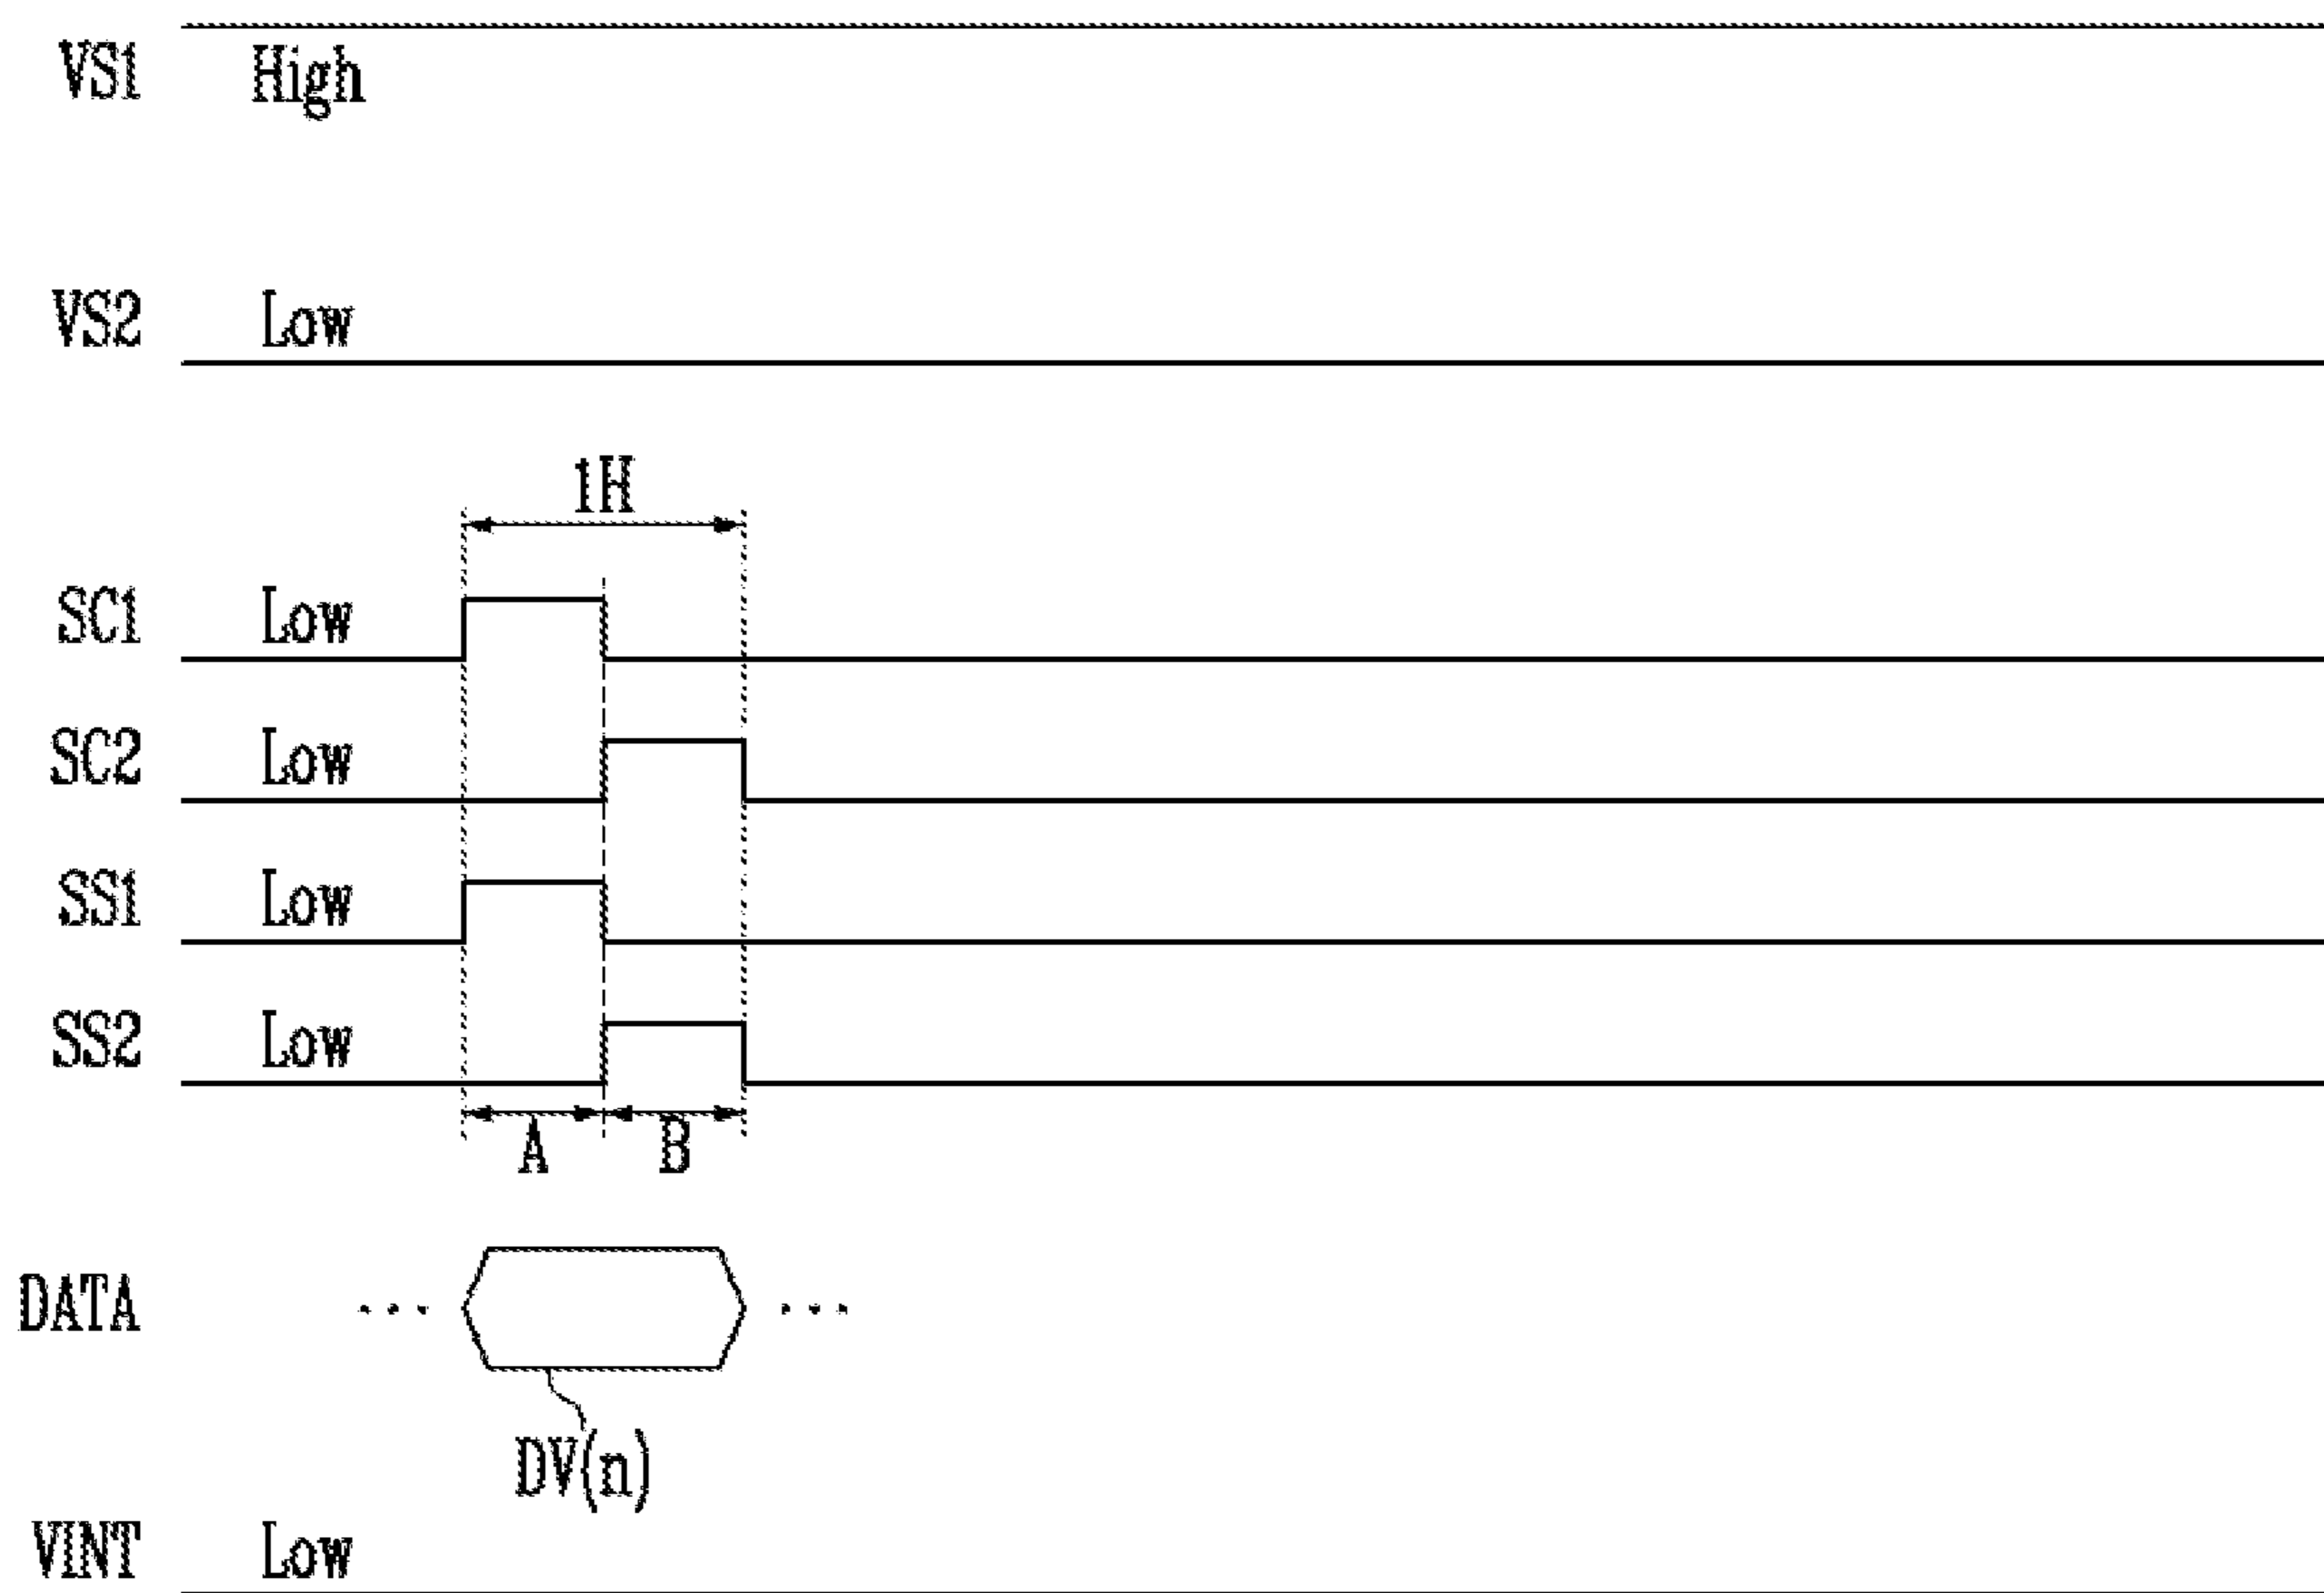 VS1 High
VS2 Low
1H
SC1 Low
SC2 Low
SS1 Low
SS2 Low
A B
DATA ... ...
DV(n)
VINT Low